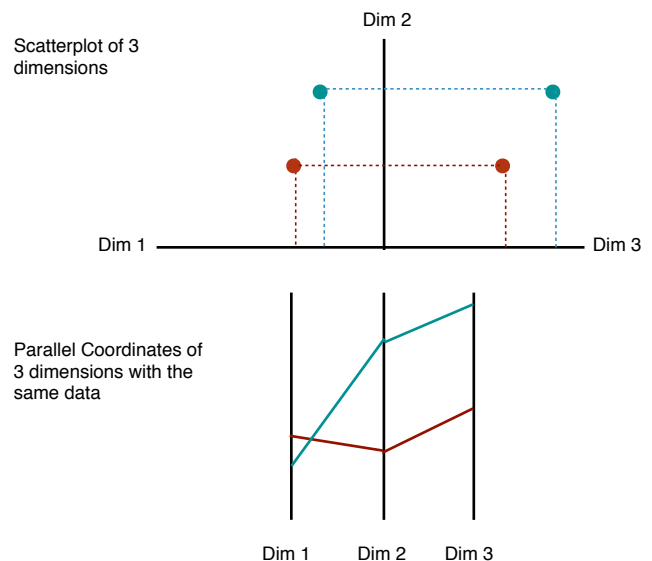 Dim 2
Scatterplot of 3
dimensions
Dim 1
Dim 3
Parallel Coordinates of
3 dimensions with the
same data
Dim 1
Dim 2
Dim 3